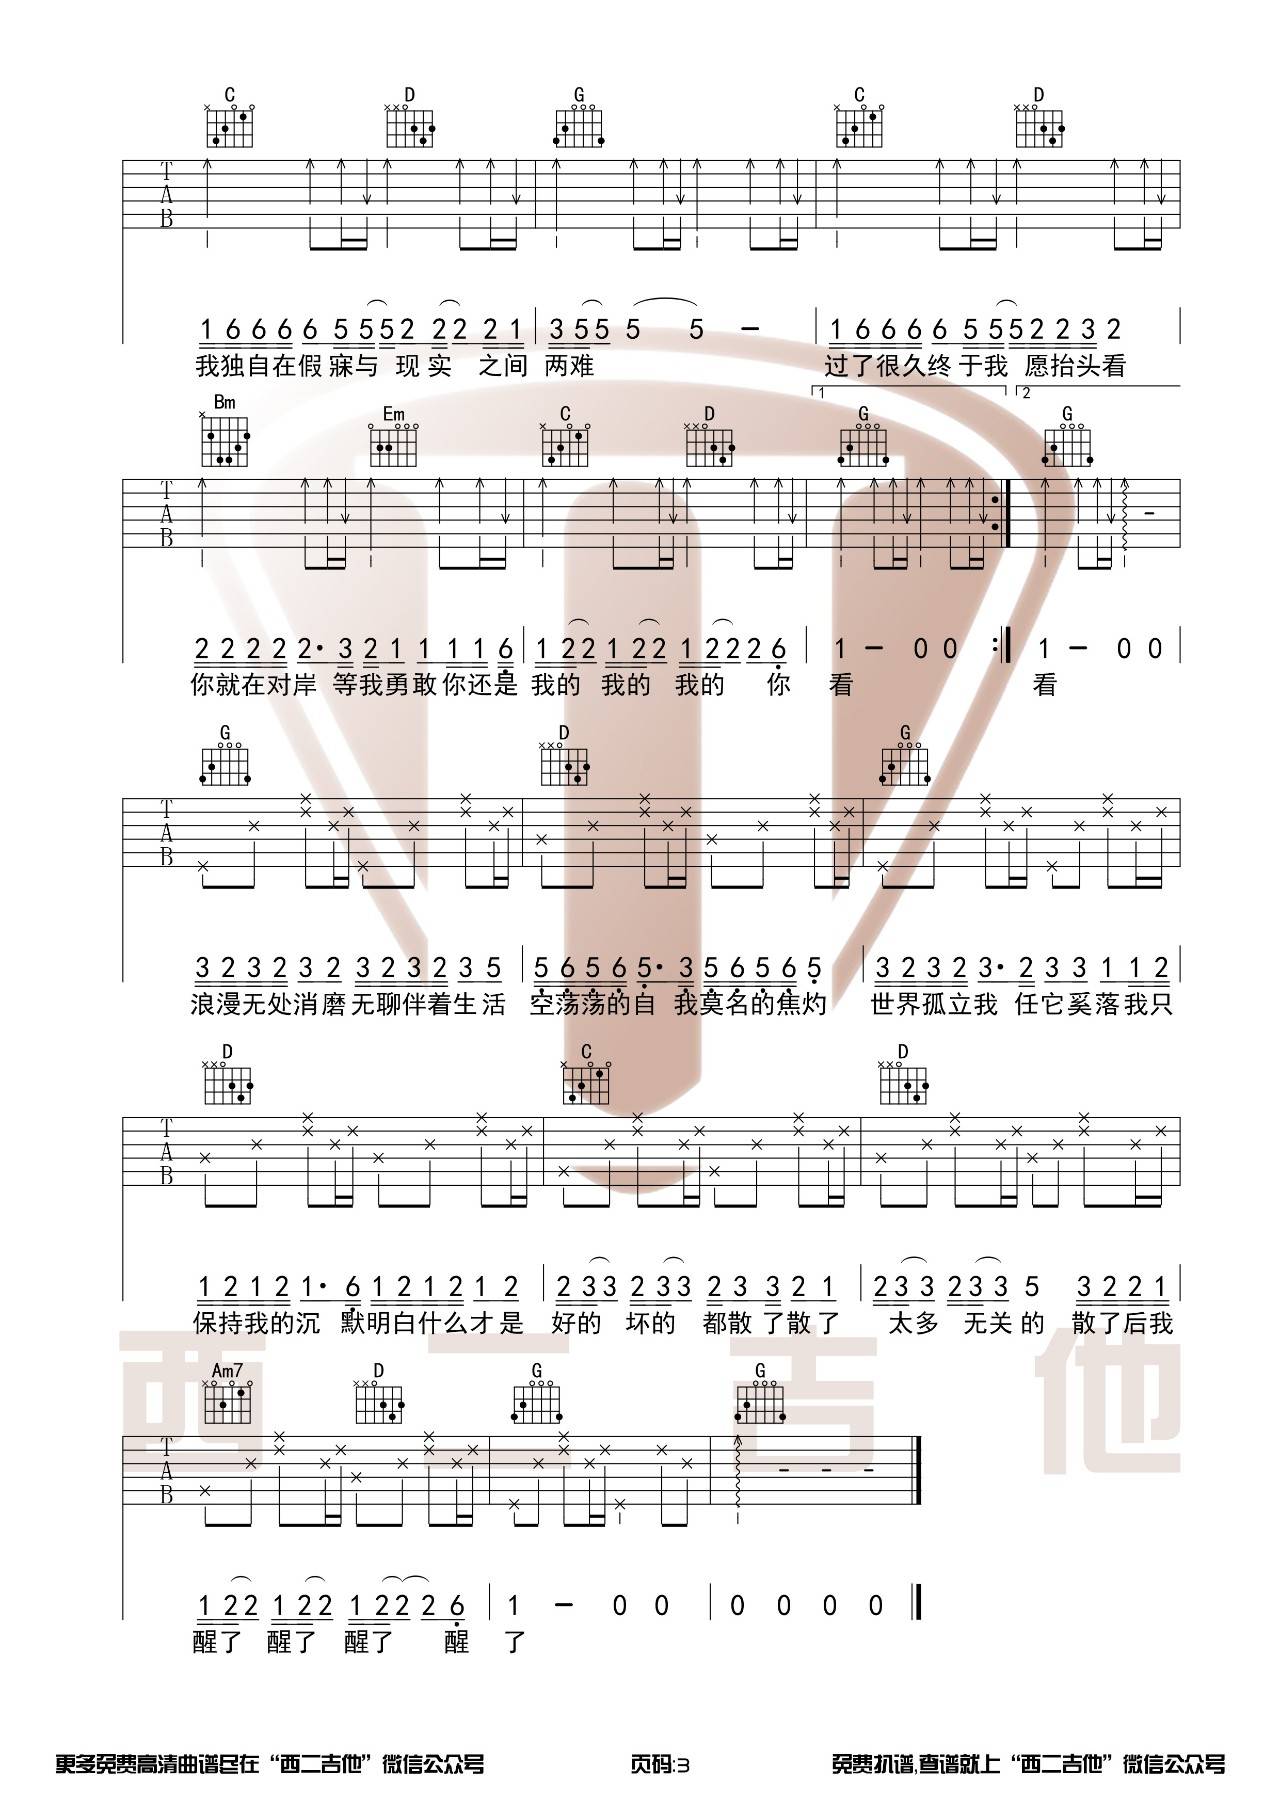 C D G C D
T A B
1 6 6 6 6 5 5 5 2 2 2 2 1 3 5 5 5 5 – 1 6 6 6 6 5 5 5 2 2 3 2
我独自在假寐与 现实 之间 两难 过了很久终于我 愿抬头看
1 2
Bm Em C D G G
T A B
2 2 2 2 2· 3 2 1 1 1 1 6 1 2 2 1 2 2 1 2 2 2 6 1 – 0 0 1 – 0 0
你就在对岸 等我勇敢你还是 我的 我的 我的 你 看 看
G D G
T A B
3 2 3 2 3 2 3 2 3 2 3 5 5 6 5 6 5· 3 5 6 5 6 5 3 2 3 2 3· 2 3 3 1 1 2
浪漫无处消磨 无聊伴着生活 空荡荡的自 我莫名的焦灼 世界孤立我 任它奚落我只
D C D
T A B
1 2 1 2 1· 6 1 2 1 2 1 2 2 3 3 2 3 3 2 3 3 2 1 2 3 3 2 3 3 5 3 2 2 1
保持我的沉 默明白什么才是 好的 坏的 都散了散了 太多 无关的 散了后我
Am7 D G G
T A B
1 2 2 1 2 2 1 2 2 2 6 1 – 0 0 0 0 0 0
醒了 醒了 醒了 醒 了
西二吉他
更多免费高清曲谱尽在“西二吉他”微信公众号 页码:3 免费扒谱,查谱就上“西二吉他”微信公众号